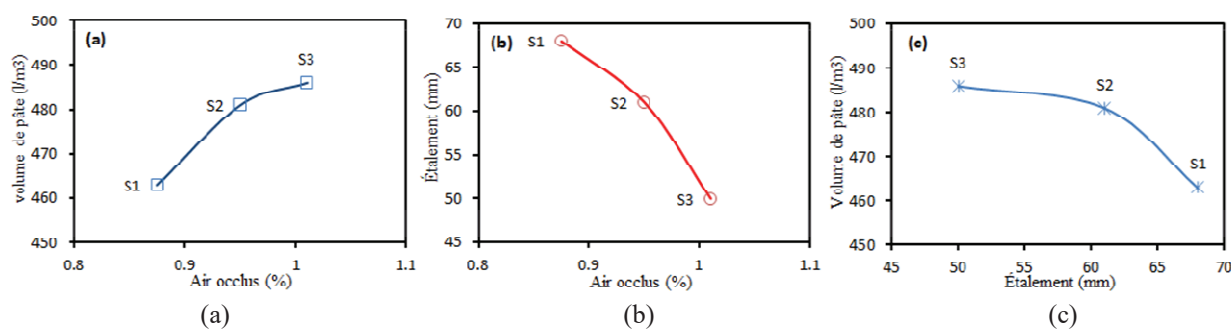 (a)
500
490
480
470
460
450
volume de pâte (l/m3)
S1
S2
S3
0.8
0.9
1
1.1
Air occlus (%)
(a)
(b)
70
65
60
55
50
45
Étalement (mm)
S1
S2
S3
0.8
0.9
1
1.1
Air occlus (%)
(b)
(c)
500
490
480
470
460
450
Volume de pâte (l/m3)
S3
S2
S1
45
50
55
60
65
70
Étalement (mm)
(c)